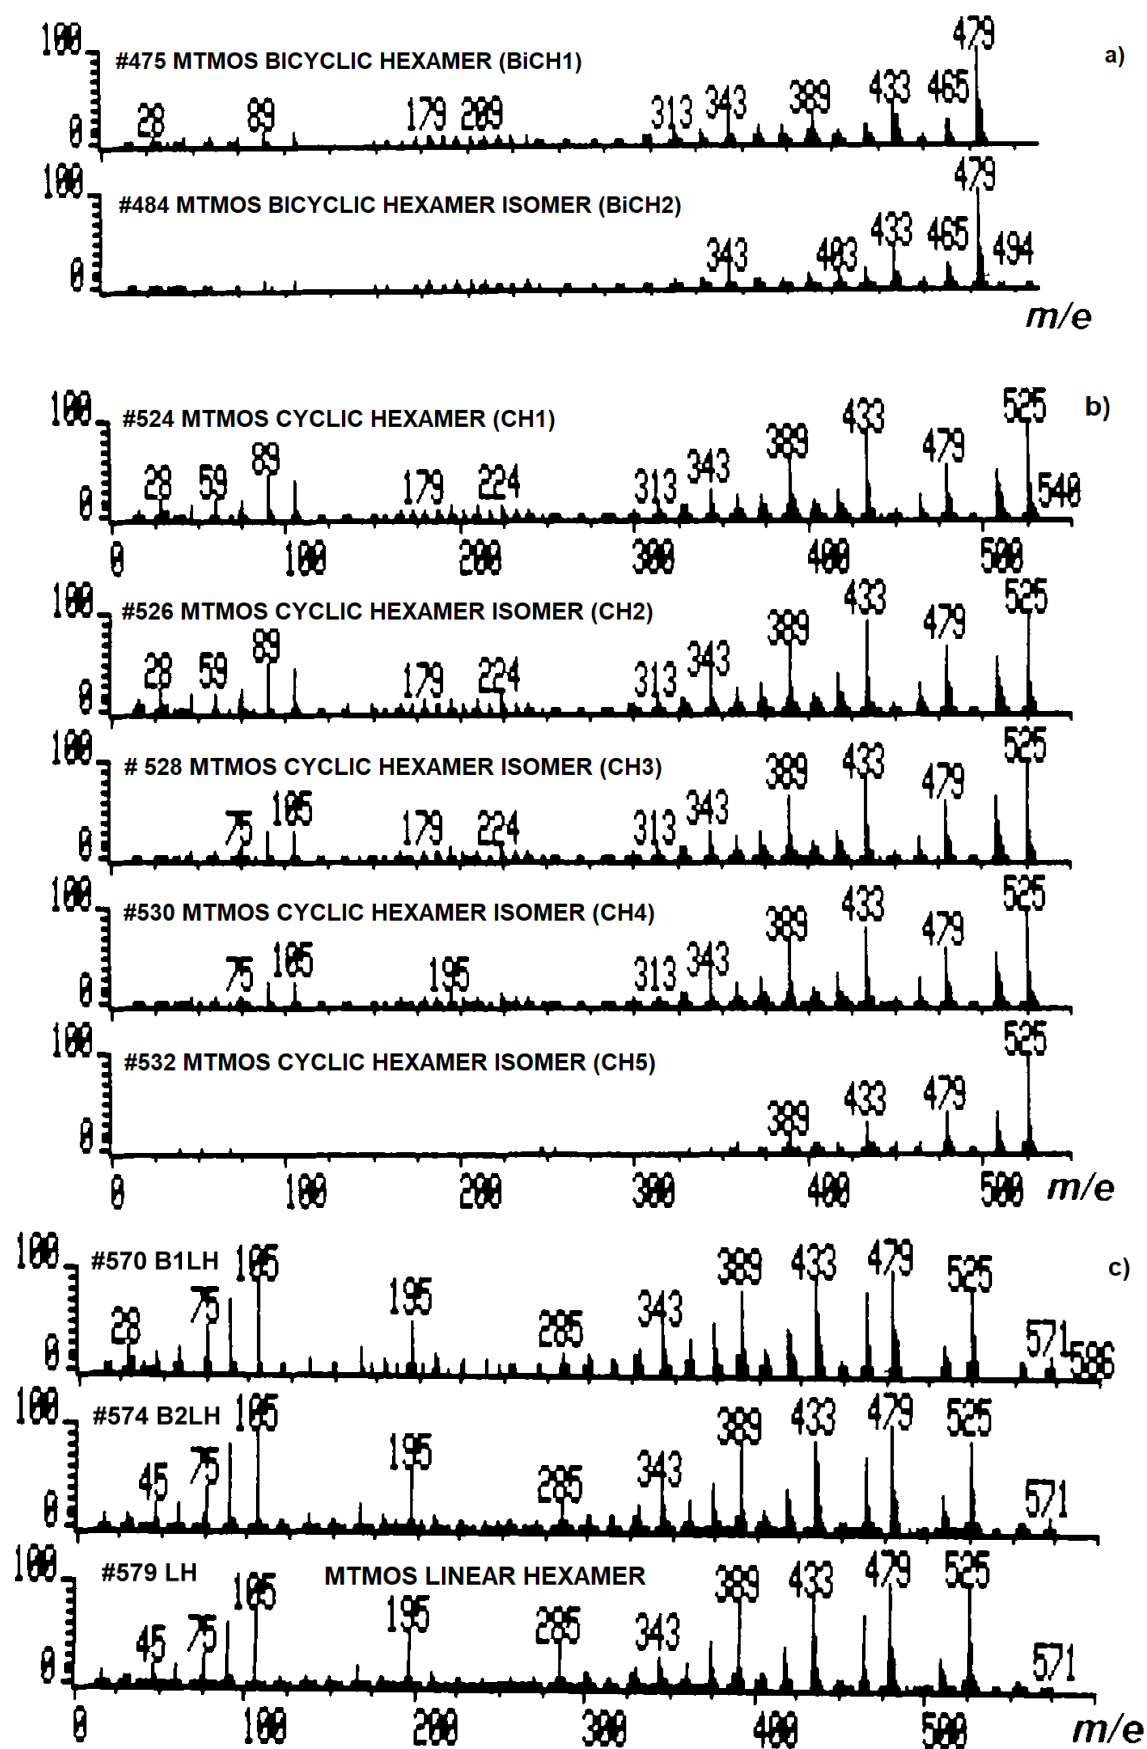 100
479
a)
#475 MTMOS BICYCLIC HEXAMER (BiCH1)
28 89 179 209 313 343 389 433 465
0
100
479
#484 MTMOS BICYCLIC HEXAMER ISOMER (BiCH2)
343 403 433 465 494
0
m/e
100
525
b)
#524 MTMOS CYCLIC HEXAMER (CH1)
28 59 89 179 224 313 343 389 433 479 540
0
0 100 200 300 400 500
100
525
#526 MTMOS CYCLIC HEXAMER ISOMER (CH2)
28 59 89 179 224 313 343 389 433 479
0
100
525
# 528 MTMOS CYCLIC HEXAMER ISOMER (CH3)
75 105 179 224 313 343 389 433 479
0
100
525
#530 MTMOS CYCLIC HEXAMER ISOMER (CH4)
75 105 195 313 343 389 433 479
0
100
525
#532 MTMOS CYCLIC HEXAMER ISOMER (CH5)
389 433 479
0
0 100 200 300 400 500 m/e
100
#570 B1LH
c)
28 75 105 195 285 343 389 433 479 525 571 586
0
100
#574 B2LH
45 75 105 195 285 343 389 433 479 525 571
0
100
#579 LH MTMOS LINEAR HEXAMER
45 75 105 195 285 343 389 433 479 525 571
0
0 100 200 300 400 500 m/e